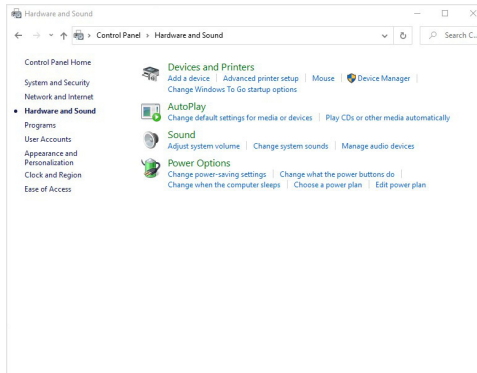 Hardware and Sound
Control Panel > Hardware and Sound
Search C...
Control Panel Home
System and Security
Network and Internet
Hardware and Sound
Programs
User Accounts
Appearance and
Personalization
Clock and Region
Ease of Access
Devices and Printers
Add a device | Advanced printer setup | Mouse | Device Manager |
Change Windows To Go startup options
AutoPlay
Change default settings for media or devices | Play CDs or other media automatically
Sound
Adjust system volume | Change system sounds | Manage audio devices
Power Options
Change power-saving settings | Change what the power buttons do |
Change when the computer sleeps | Choose a power plan | Edit power plan